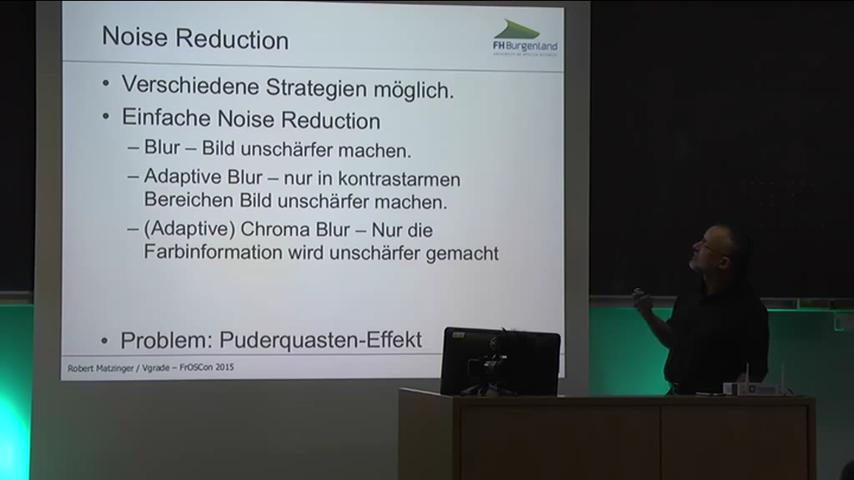 Noise Reduction
FH Burgenland
• Verschiedene Strategien möglich.
• Einfache Noise Reduction
– Blur – Bild unschärfer machen.
– Adaptive Blur – nur in kontrastarmen
Bereichen Bild unschärfer machen.
– (Adaptive) Chroma Blur – Nur die
Farbinformation wird unschärfer gemacht
• Problem: Puderquasten-Effekt
Robert Matzinger / Vgrade – FrOSCon 2015